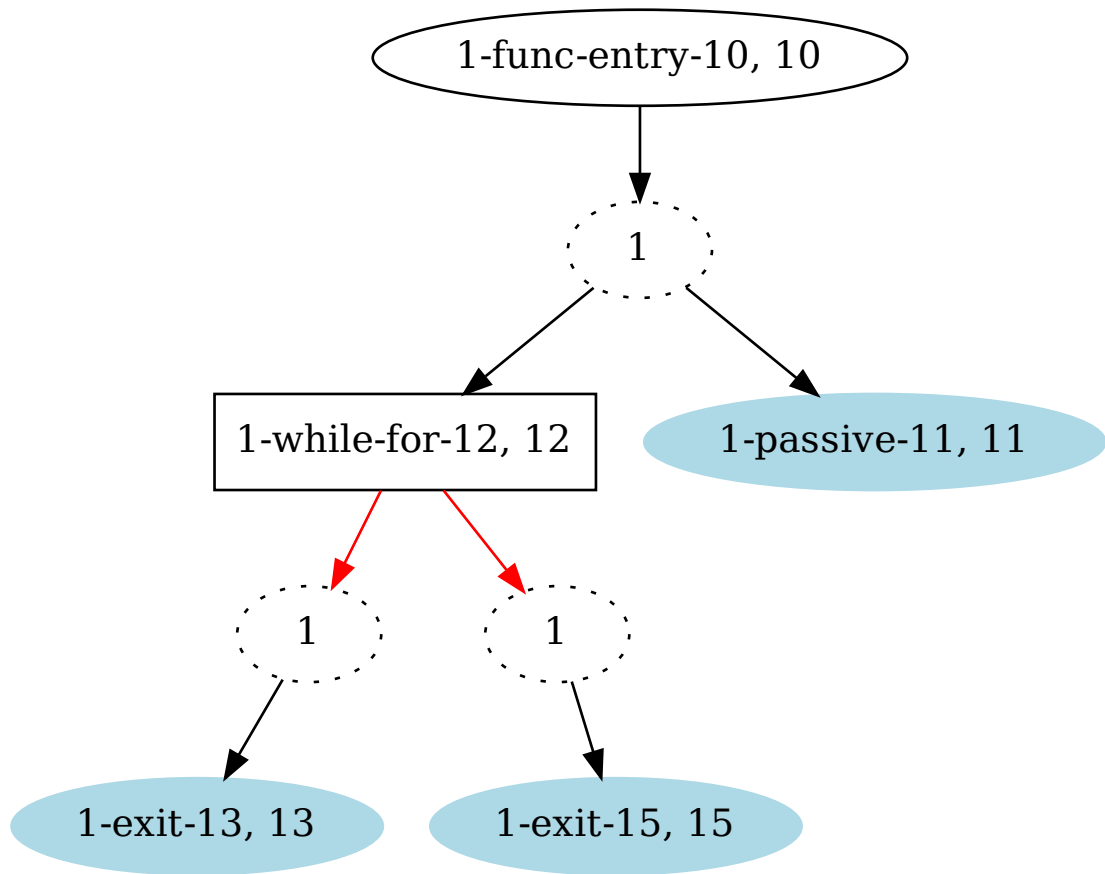 1-func-entry-10, 10
1
1-while-for-12, 12
1-passive-11, 11
1
1
1-exit-13, 13
1-exit-15, 15